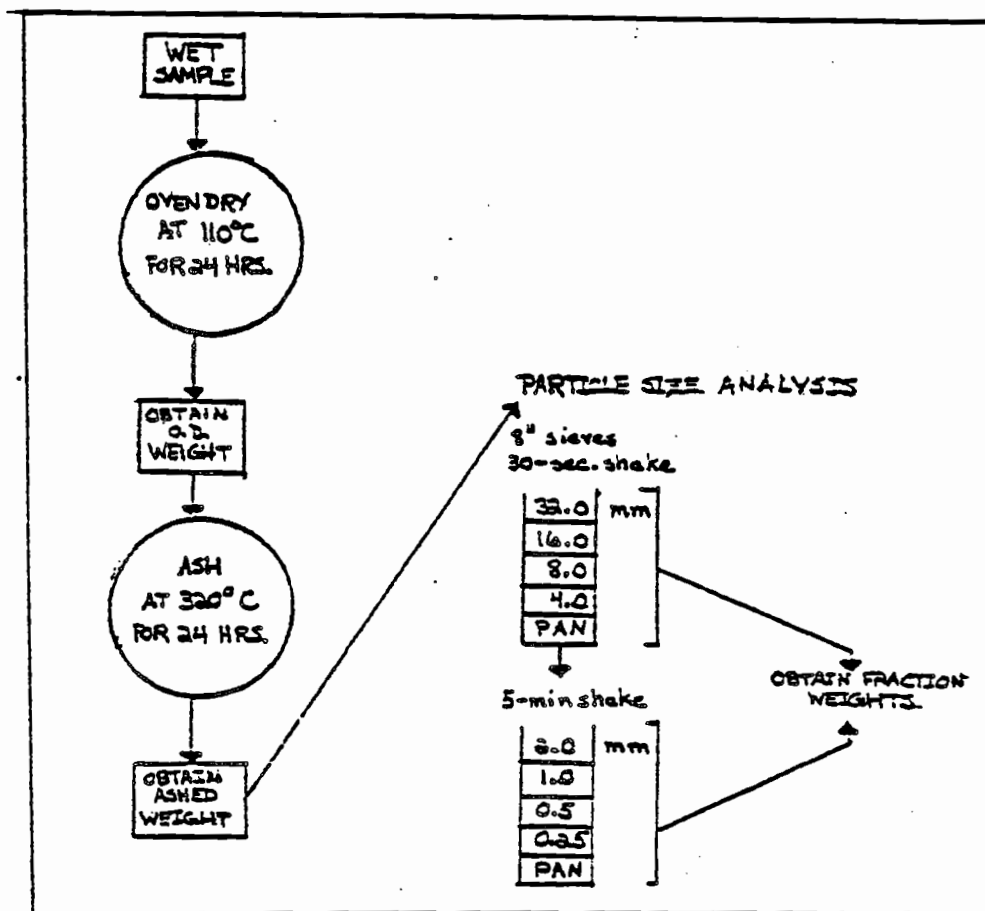 WET
SAMPLE
OVEN DRY
AT 110°C
FOR 24 HRS.
OBTAIN
O.D.
WEIGHT
ASH
AT 320°C
FOR 24 HRS.
OBTAIN
ASHED
WEIGHT
PARTICLE SIZE ANALYSIS
8" sieves
30-sec. shake
32.0 mm
16.0
8.0
4.0
PAN
5-min shake
2.0 mm
1.0
0.5
0.25
PAN
OBTAIN FRACTION
WEIGHTS